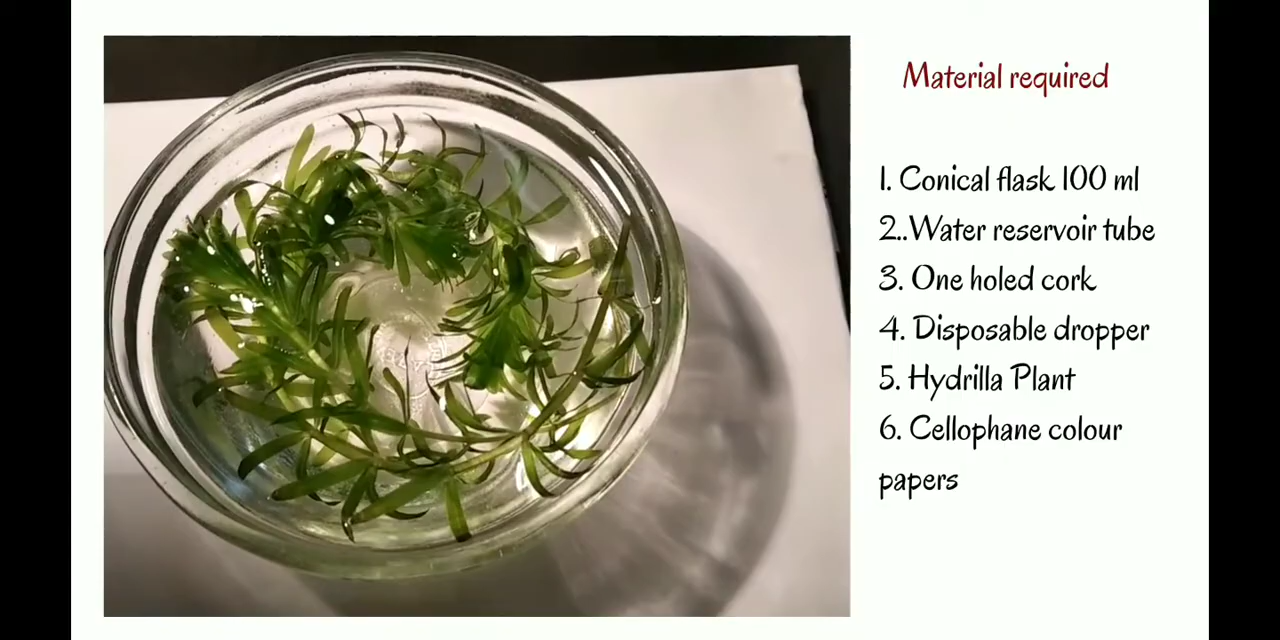 Material required
1. Conical flask 100 ml
2..Water reservoir tube
3. One holed cork
4. Disposable dropper
5. Hydrilla Plant
6. Cellophane colour
papers